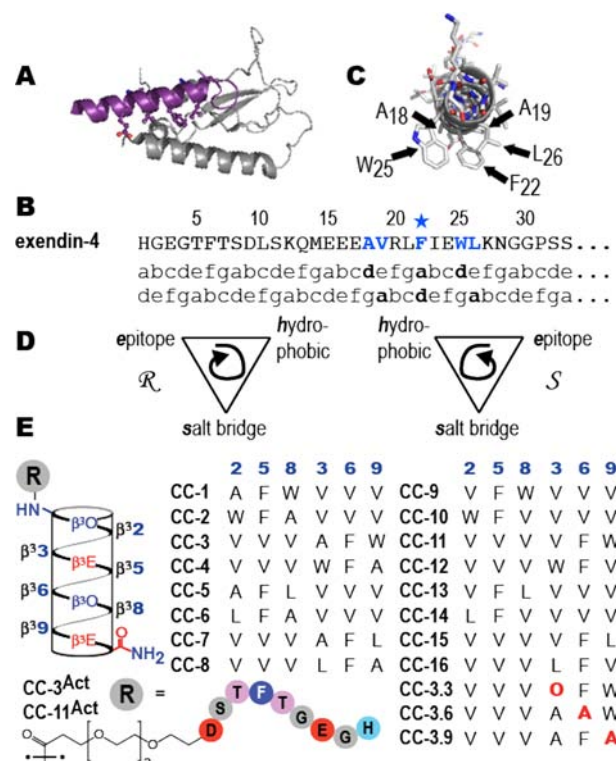 A
C
A18
A19
W25
L26
F22
B
5 10 15 20 25 30
exendin-4
HGEGTFTSDLSKQMEEEAVRLFIEWLKNGGPSS...
abcdefgabcdefgabcdefgabcdefgabcde...
defgabcdefgabcdefgabcdefgabcdefga...
D
epitope
hydro-
phobic
R
salt bridge
hydro-
phobic
epitope
S
salt bridge
E
R
HN
β³O
β³2
β³3
β³E
β³5
β³6
β³O
β³8
β³9
β³E
O
NH₂
2 5 8 3 6 9
CC-1 A F W V V V
CC-2 W F A V V V
CC-3 V V V A F W
CC-4 V V V W F A
CC-5 A F L V V V
CC-6 L F A V V V
CC-7 V V V A F L
CC-8 V V V L F A
2 5 8 3 6 9
CC-9 V F W V V V
CC-10 W F V V V V
CC-11 V V V V F W
CC-12 V V V W F V
CC-13 V F L V V V
CC-14 L F V V V V
CC-15 V V V V F L
CC-16 V V V L F V
CC-3.3 V V V O F W
CC-3.6 V V V A A W
CC-3.9 V V V A F A
CC-3Act
CC-11Act
R =
O
O
O
D S T F T G E G H